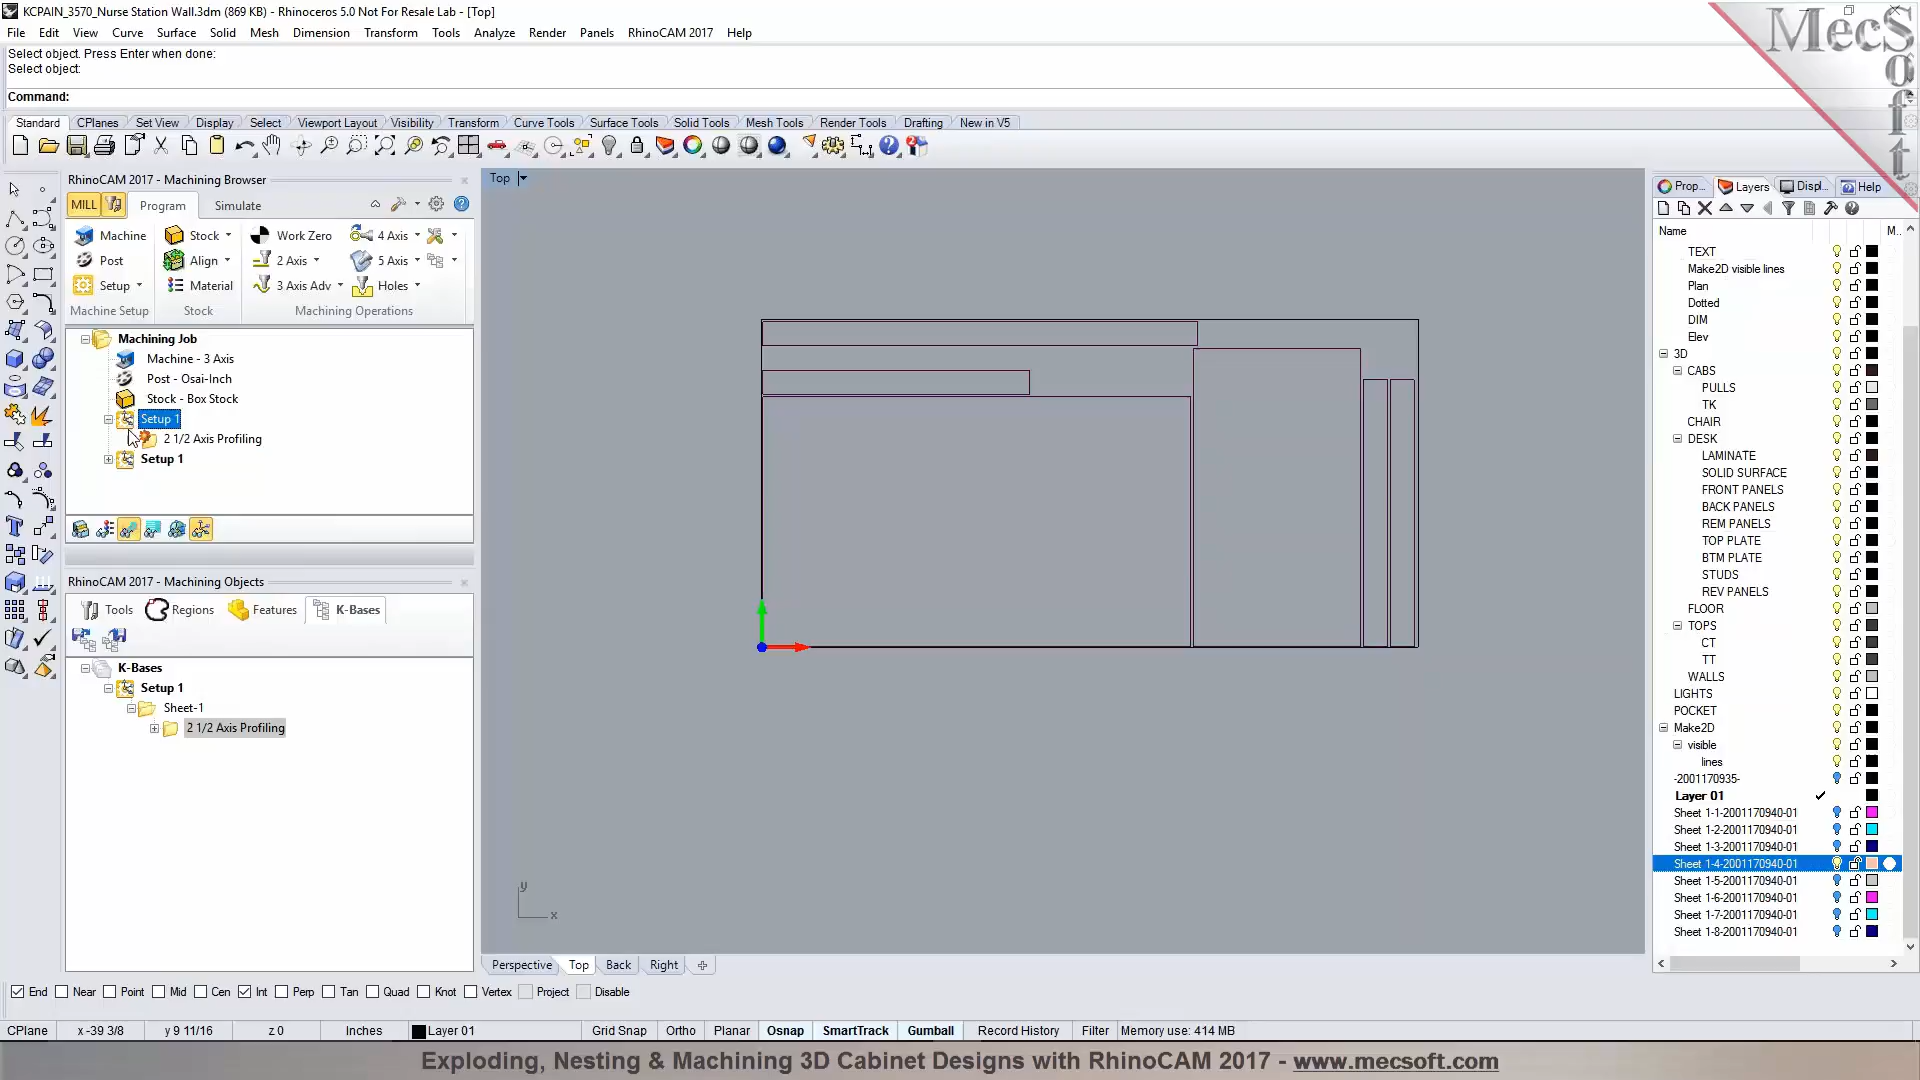 KCPAIN_3570_Nurse Station Wall.3dm (869 KB) - Rhinoceros 5.0 Not For Resale Lab - [Top]
File Edit View Curve Surface Solid Mesh Dimension Transform Tools Analyze Render Panels RhinoCAM 2017 Help
Select object. Press Enter when done:
Select object:
Command:
Standard CPlanes Set View Display Select Viewport Layout Visibility Transform Curve Tools Surface Tools Solid Tools Mesh Tools Render Tools Drafting New in V5
MecSoft
RhinoCAM 2017 - Machining Browser
MILL Program Simulate
Machine Stock Work Zero 4 Axis
Post Align 2 Axis 5 Axis
Setup Material 3 Axis Adv Holes
Machine Setup Stock Machining Operations
Machining Job
Machine - 3 Axis
Post - Osai-Inch
Stock - Box Stock
Setup 1
2 1/2 Axis Profiling
Setup 1
RhinoCAM 2017 - Machining Objects
Tools Regions Features K-Bases
K-Bases
Setup 1
Sheet-1
2 1/2 Axis Profiling
Top
y
x
Perspective Top Back Right
Prop... Layers Displ... Help
Name M..
TEXT
Make2D visible lines
Plan
Dotted
DIM
Elev
3D
CABS
PULLS
TK
CHAIR
DESK
LAMINATE
SOLID SURFACE
FRONT PANELS
BACK PANELS
REM PANELS
TOP PLATE
BTM PLATE
STUDS
REV PANELS
FLOOR
TOPS
CT
TT
WALLS
LIGHTS
POCKET
Make2D
visible
lines
-2001170935-
Layer 01
Sheet 1-1-2001170940-01
Sheet 1-2-2001170940-01
Sheet 1-3-2001170940-01
Sheet 1-4-2001170940-01
Sheet 1-5-2001170940-01
Sheet 1-6-2001170940-01
Sheet 1-7-2001170940-01
Sheet 1-8-2001170940-01
End Near Point Mid Cen Int Perp Tan Quad Knot Vertex Project Disable
CPlane x -39 3/8 y 9 11/16 z 0 Inches Layer 01 Grid Snap Ortho Planar Osnap SmartTrack Gumball Record History Filter Memory use: 414 MB
Exploding, Nesting & Machining 3D Cabinet Designs with RhinoCAM 2017 - www.mecsoft.com